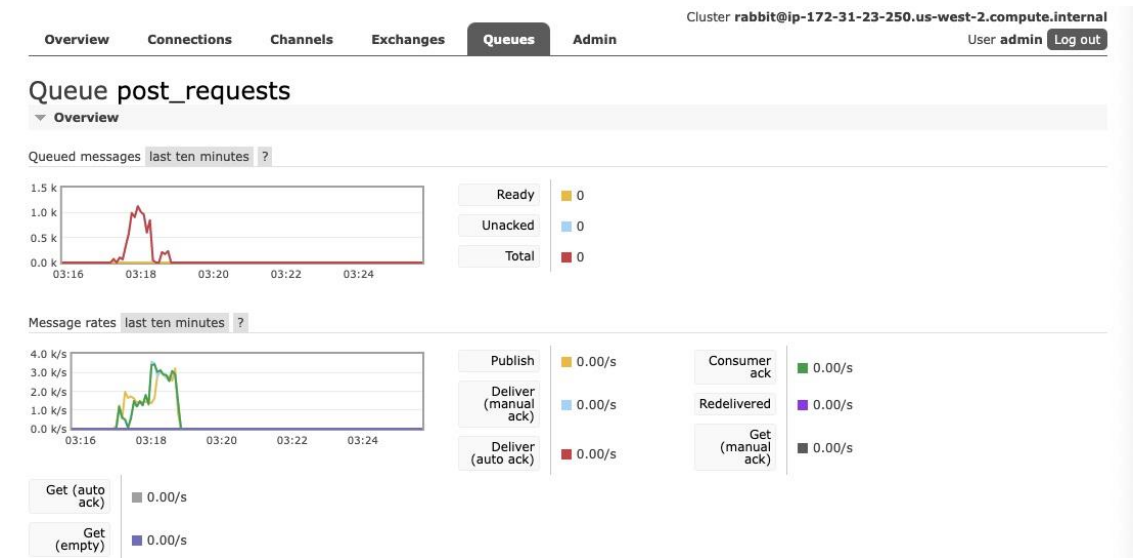 Cluster rabbit@ip-172-31-23-250.us-west-2.compute.internal
Overview Connections Channels Exchanges Queues Admin User admin Log out
Queue post_requests
Overview
Queued messages last ten minutes ?
1.5 k
1.0 k
0.5 k
0.0 k
03:16 03:18 03:20 03:22 03:24
Ready 0
Unacked 0
Total 0
Message rates last ten minutes ?
4.0 k/s
3.0 k/s
2.0 k/s
1.0 k/s
0.0 k/s
03:16 03:18 03:20 03:22 03:24
Publish 0.00/s
Deliver
(manual 0.00/s
ack)
Deliver
(auto ack) 0.00/s
Consumer
ack 0.00/s
Redelivered 0.00/s
Get
(manual 0.00/s
ack)
Get (auto
ack) 0.00/s
Get
(empty) 0.00/s